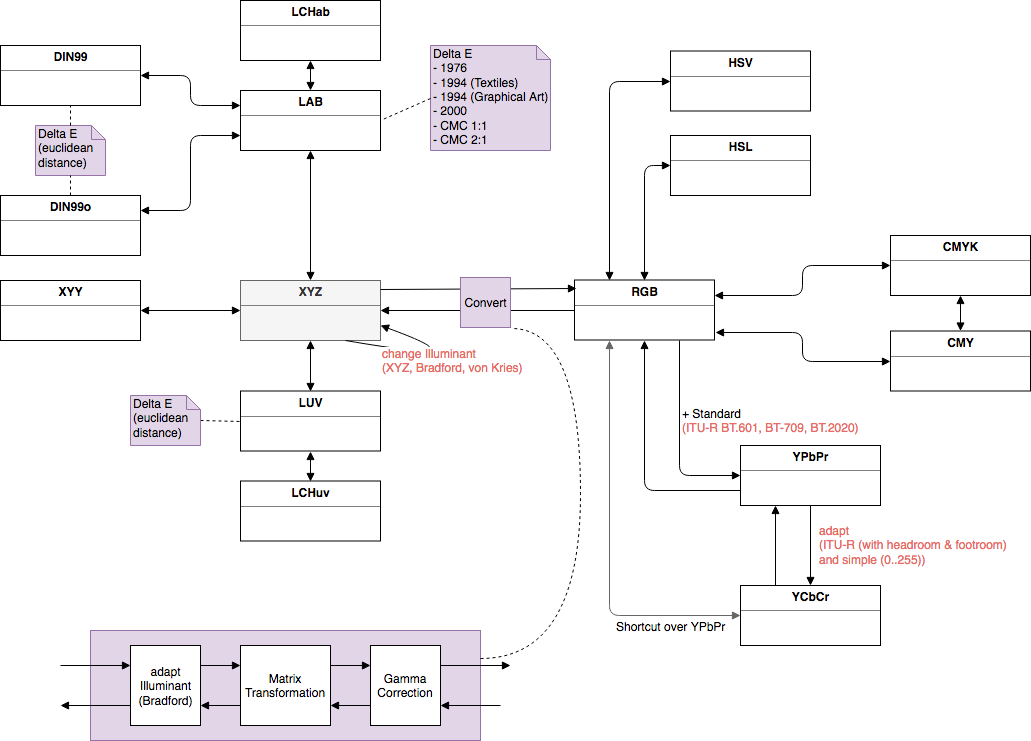 LCHab
DIN99
LAB
Delta E
- 1976
- 1994 (Textiles)
- 1994 (Graphical Art)
- 2000
- CMC 1:1
- CMC 2:1
HSV
Delta E
(euclidean
distance)
HSL
DIN99o
CMYK
XYY
XYZ
Convert
RGB
CMY
change Illuminant
(XYZ, Bradford, von Kries)
Delta E
(euclidean
distance)
LUV
+ Standard
(ITU-R BT.601, BT-709, BT.2020)
YPbPr
LCHuv
adapt
(ITU-R (with headroom & footroom)
and simple (0..255))
YCbCr
Shortcut over YPbPr
adapt
Illuminant
(Bradford)
Matrix
Transformation
Gamma
Correction